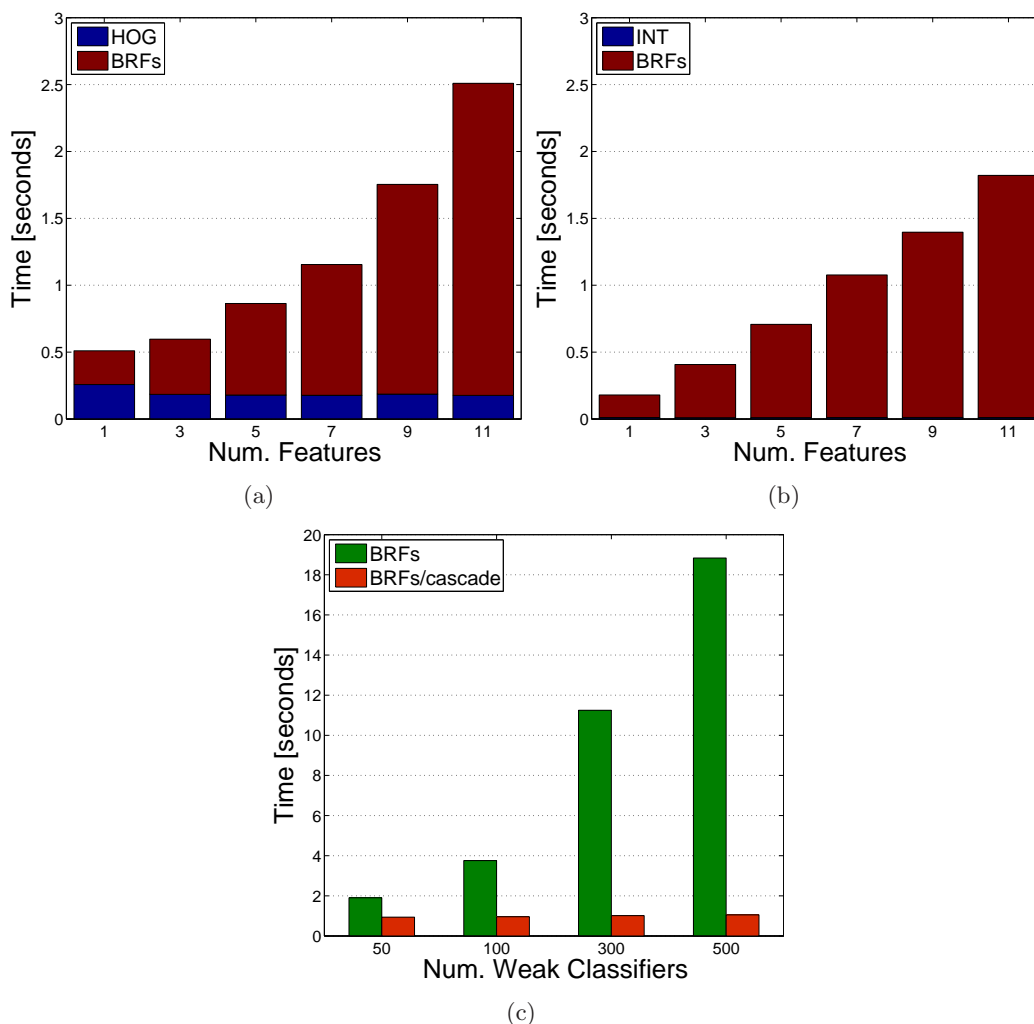 3
2.5
2
1.5
1
0.5
0
HOG
BRFs
Time [seconds]
1 3 5 7 9 11
Num. Features
(a)
3
2.5
2
1.5
1
0.5
0
INT
BRFs
Time [seconds]
1 3 5 7 9 11
Num. Features
(b)
20
18
16
14
12
10
8
6
4
2
0
BRFs
BRFs/cascade
Time [seconds]
50 100 300 500
Num. Weak Classifiers
(c)